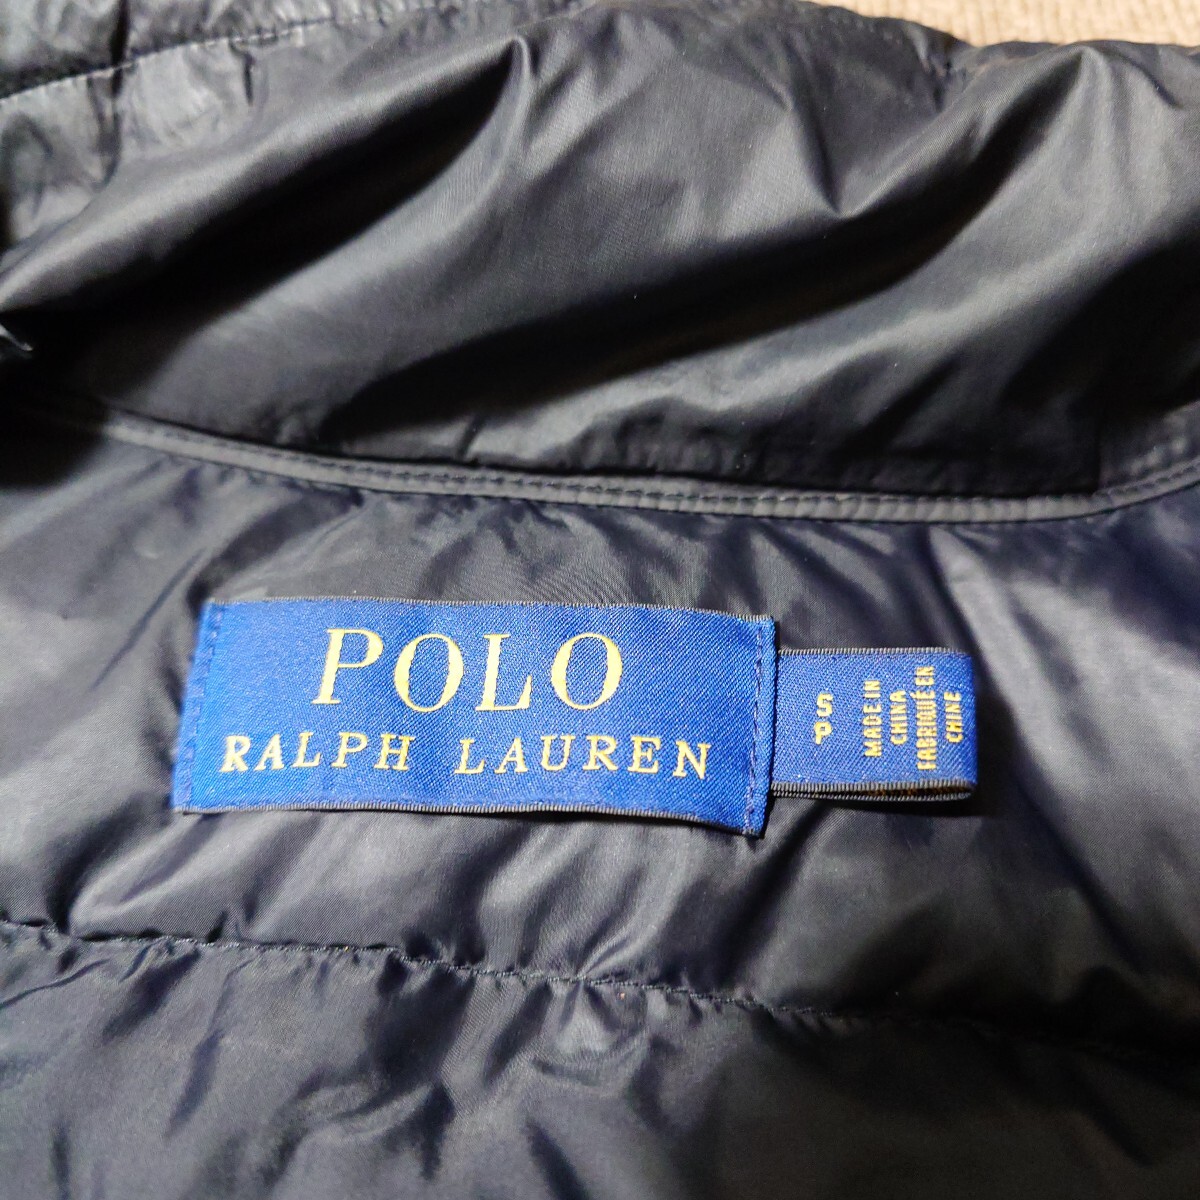 POLO
RALPH LAUREN
S
P
MADE IN
CHINA
FABRIQUÉ EN
CHINE